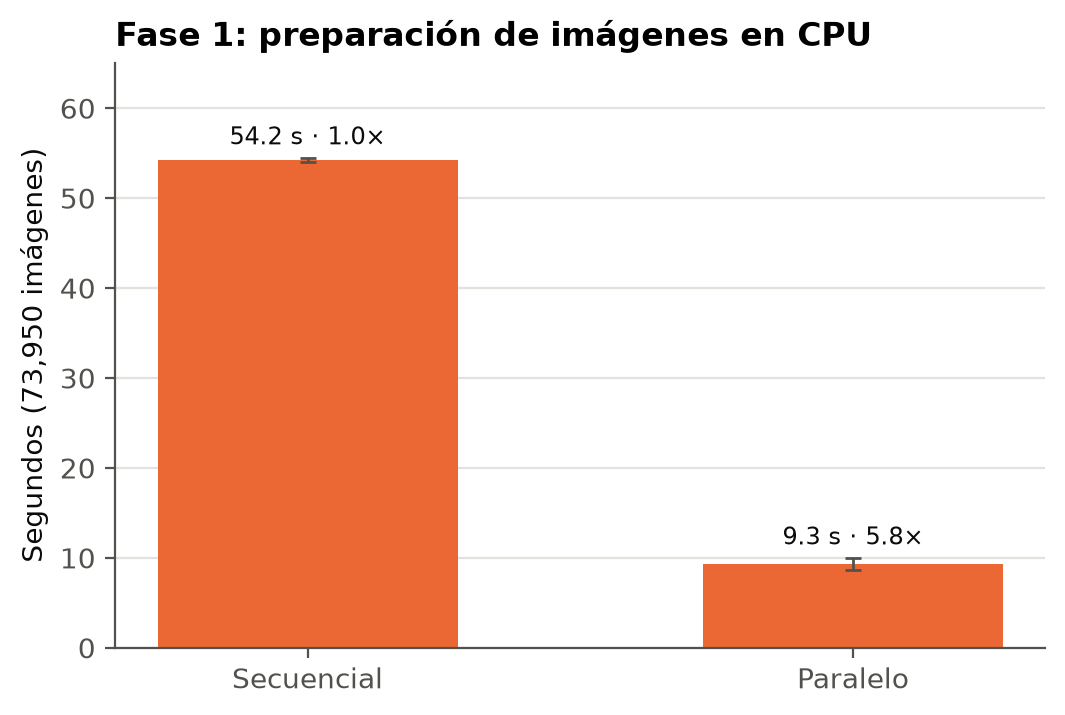 Fase 1: preparación de imágenes en CPU
Segundos (73,950 imágenes)
60
50
40
30
20
10
0
54.2 s · 1.0×
9.3 s · 5.8×
Secuencial
Paralelo